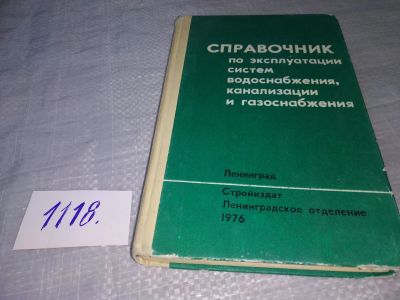 СПРАВОЧНИК
по эксплуатации
систем
водоснабжения,
канализации
и газоснабжения
Ленинград
Стройиздат
Ленинградское отделение
1976
1118.